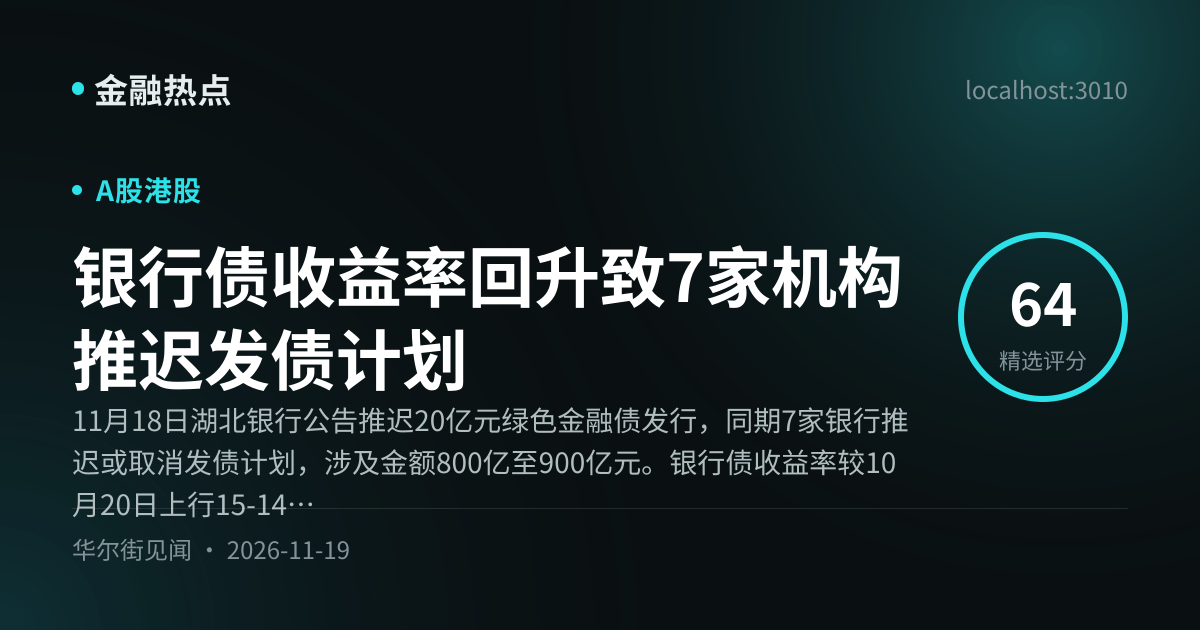 金融热点
localhost:3010
A股港股
银行债收益率回升致7家机构
推迟发债计划
64
精选评分
11月18日湖北银行公告推迟20亿元绿色金融债发行，同期7家银行推
迟或取消发债计划，涉及金额800亿至900亿元。银行债收益率较10
月20日上行15-14…
华尔街见闻 · 2026-11-19